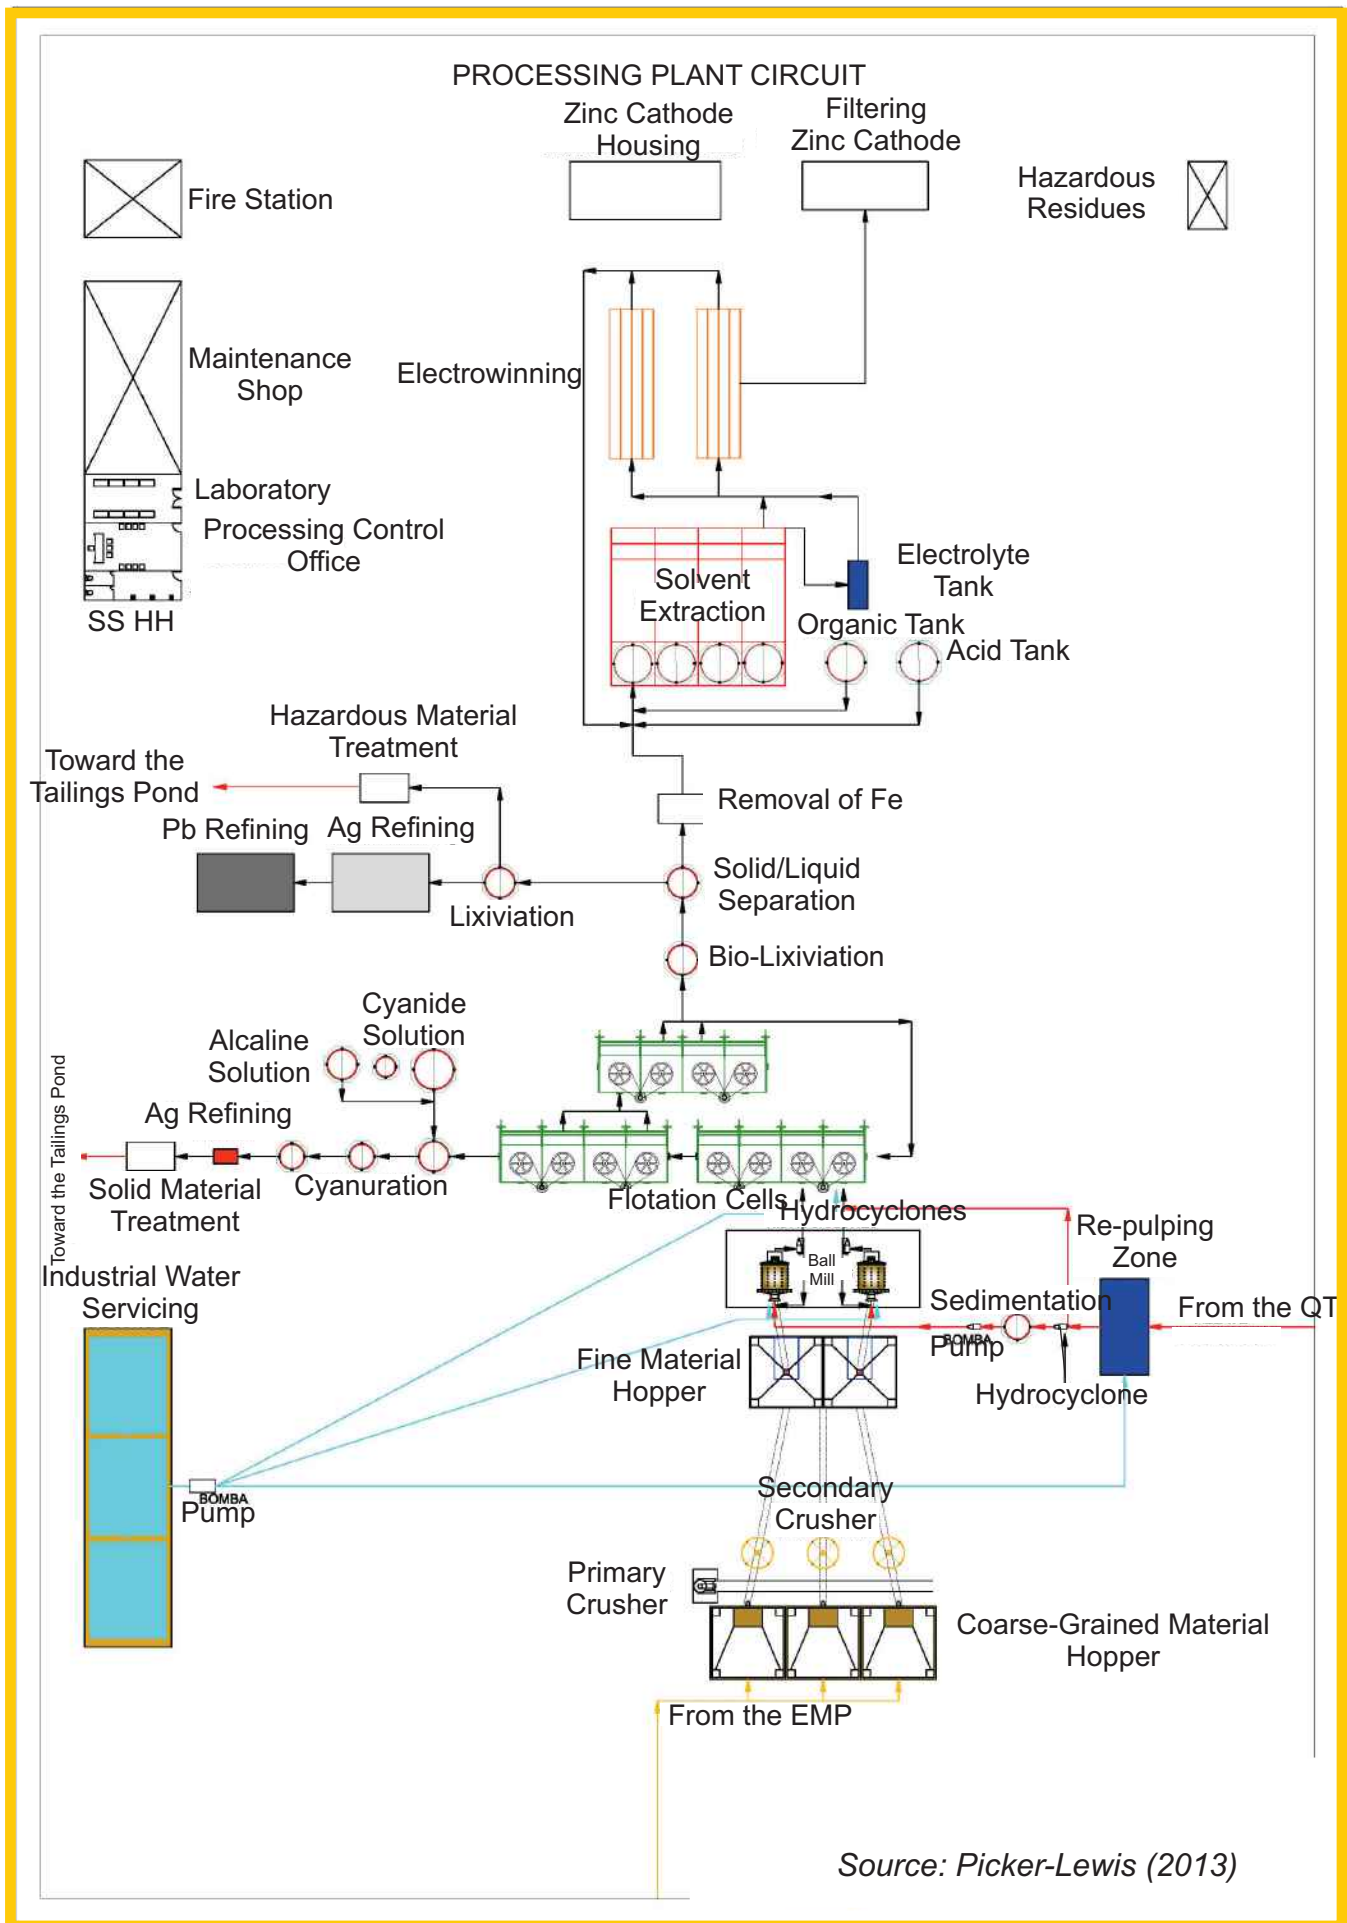 PROCESSING PLANT CIRCUIT
Zinc Cathode
Housing
Filtering
Zinc Cathode
Hazardous
Residues
Fire Station
Maintenance
Shop
Electrowinning
Laboratory
Processing Control
Office
SS HH
Solvent
Extraction
Electrolyte
Tank
Organic Tank
Acid Tank
Hazardous Material
Treatment
Toward the
Tailings Pond
Removal of Fe
Pb Refining
Ag Refining
Solid/Liquid
Separation
Lixiviation
Bio-Lixiviation
Cyanide
Solution
Alcaline
Solution
Ag Refining
Toward the Tailings Pond
Solid Material
Treatment
Cyanuration
Flotation Cells
Hydrocyclones
Re-pulping
Zone
Ball
Mill
Industrial Water
Servicing
Sedimentation
From the QT
BOMBA
Pump
Fine Material
Hopper
Hydrocyclone
BOMBA
Pump
Secondary
Crusher
Primary
Crusher
Coarse-Grained Material
Hopper
From the EMP
Source: Picker-Lewis (2013)